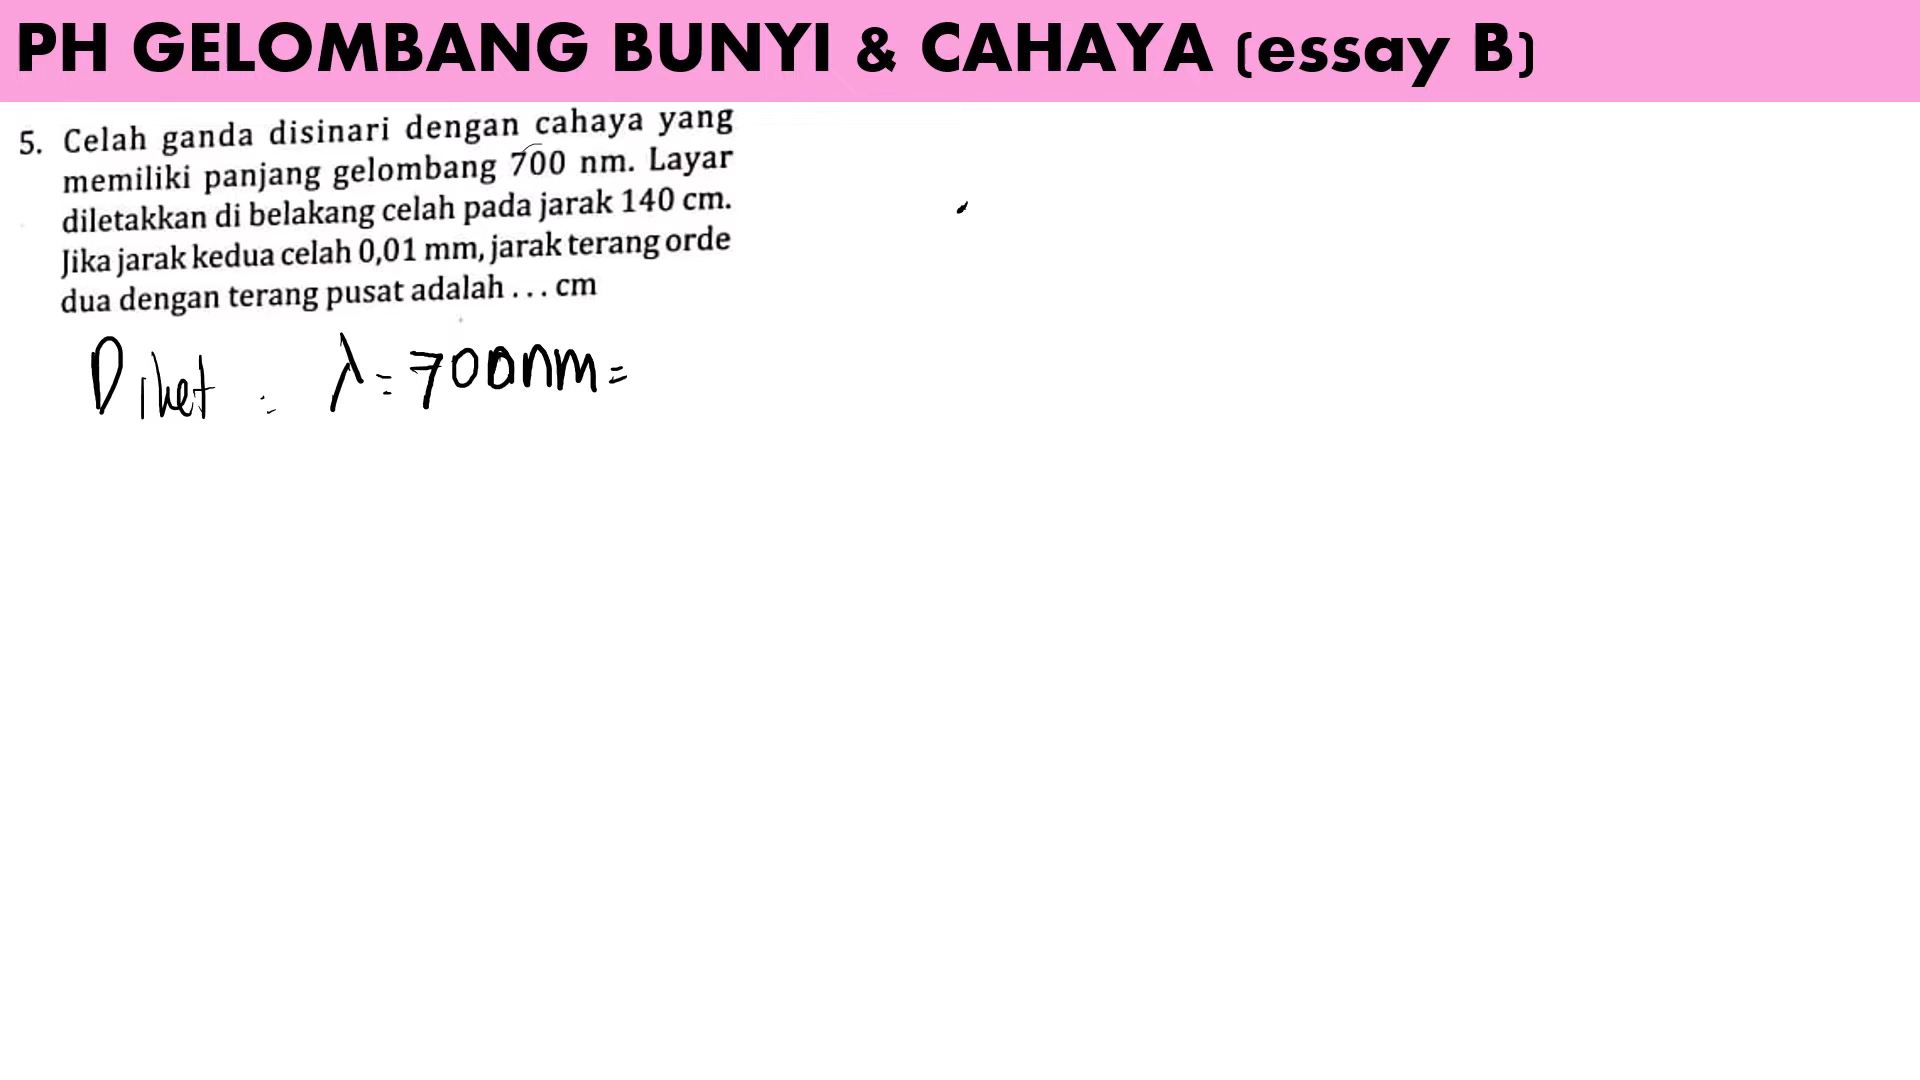 PH GELOMBANG BUNYI & CAHAYA (essay B)
5. Celah ganda disinari dengan cahaya yang
memiliki panjang gelombang 700 nm. Layar
diletakkan di belakang celah pada jarak 140 cm.
Jika jarak kedua celah 0,01 mm, jarak terang orde
dua dengan terang pusat adalah . . . cm
Diket : λ = 700nm =